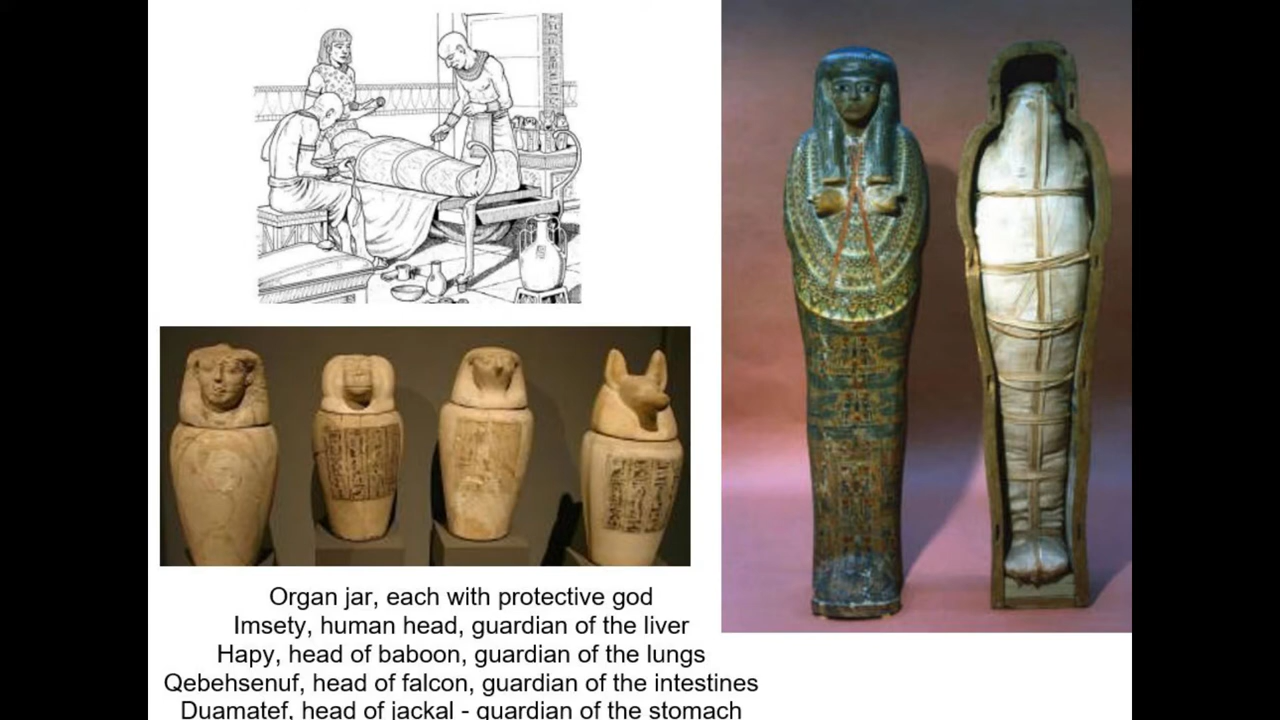 Organ jar, each with protective god
Imsety, human head, guardian of the liver
Hapy, head of baboon, guardian of the lungs
Qebehsenuf, head of falcon, guardian of the intestines
Duamatef, head of jackal - guardian of the stomach